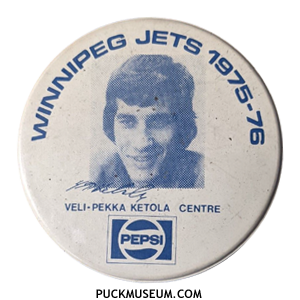 WINNIPEG JETS 1975-76
VELI-PEKKA KETOLA CENTRE
PEPSI
PUCKMUSEUM.COM